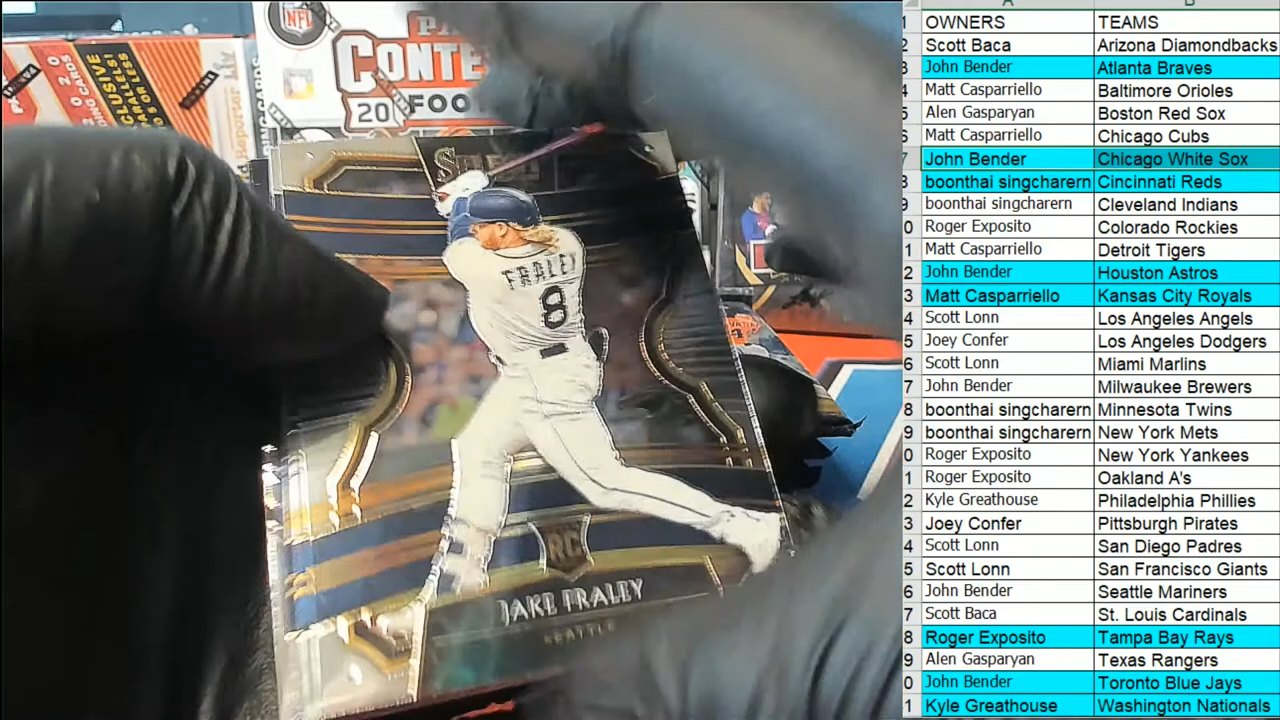 NFL
CONTE
20 FOO
FRALEY
8
RC
JAKE FRALEY
SEATTLE
OWNERS TEAMS
Scott Baca Arizona Diamondbacks
John Bender Atlanta Braves
Matt Casparriello Baltimore Orioles
Alen Gasparyan Boston Red Sox
Matt Casparriello Chicago Cubs
John Bender Chicago White Sox
boonthai singcharern Cincinnati Reds
boonthai singcharern Cleveland Indians
Roger Exposito Colorado Rockies
Matt Casparriello Detroit Tigers
John Bender Houston Astros
Matt Casparriello Kansas City Royals
Scott Lonn Los Angeles Angels
Joey Confer Los Angeles Dodgers
Scott Lonn Miami Marlins
John Bender Milwaukee Brewers
boonthai singcharern Minnesota Twins
boonthai singcharern New York Mets
Roger Exposito New York Yankees
Roger Exposito Oakland A's
Kyle Greathouse Philadelphia Phillies
Joey Confer Pittsburgh Pirates
Scott Lonn San Diego Padres
Scott Lonn San Francisco Giants
John Bender Seattle Mariners
Scott Baca St. Louis Cardinals
Roger Exposito Tampa Bay Rays
Alen Gasparyan Texas Rangers
John Bender Toronto Blue Jays
Kyle Greathouse Washington Nationals